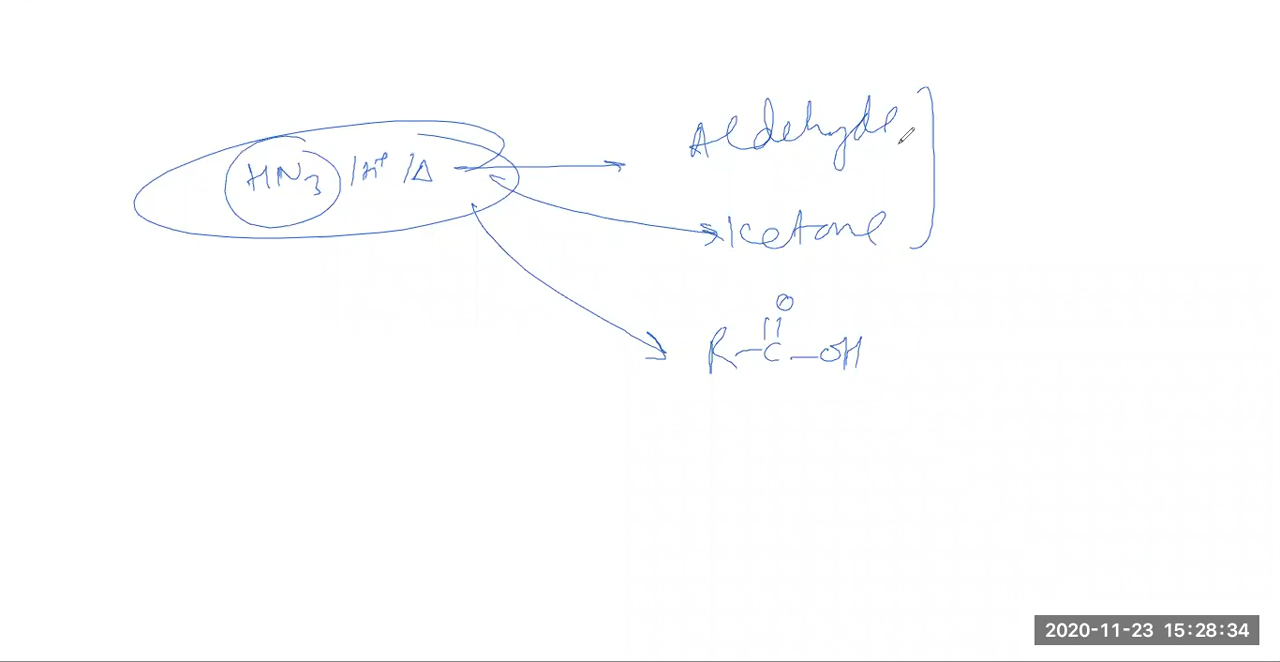 HN3 /H+ /Δ
Aldehyde
Ketone
O
R-C-OH
2020-11-23 15:28:34